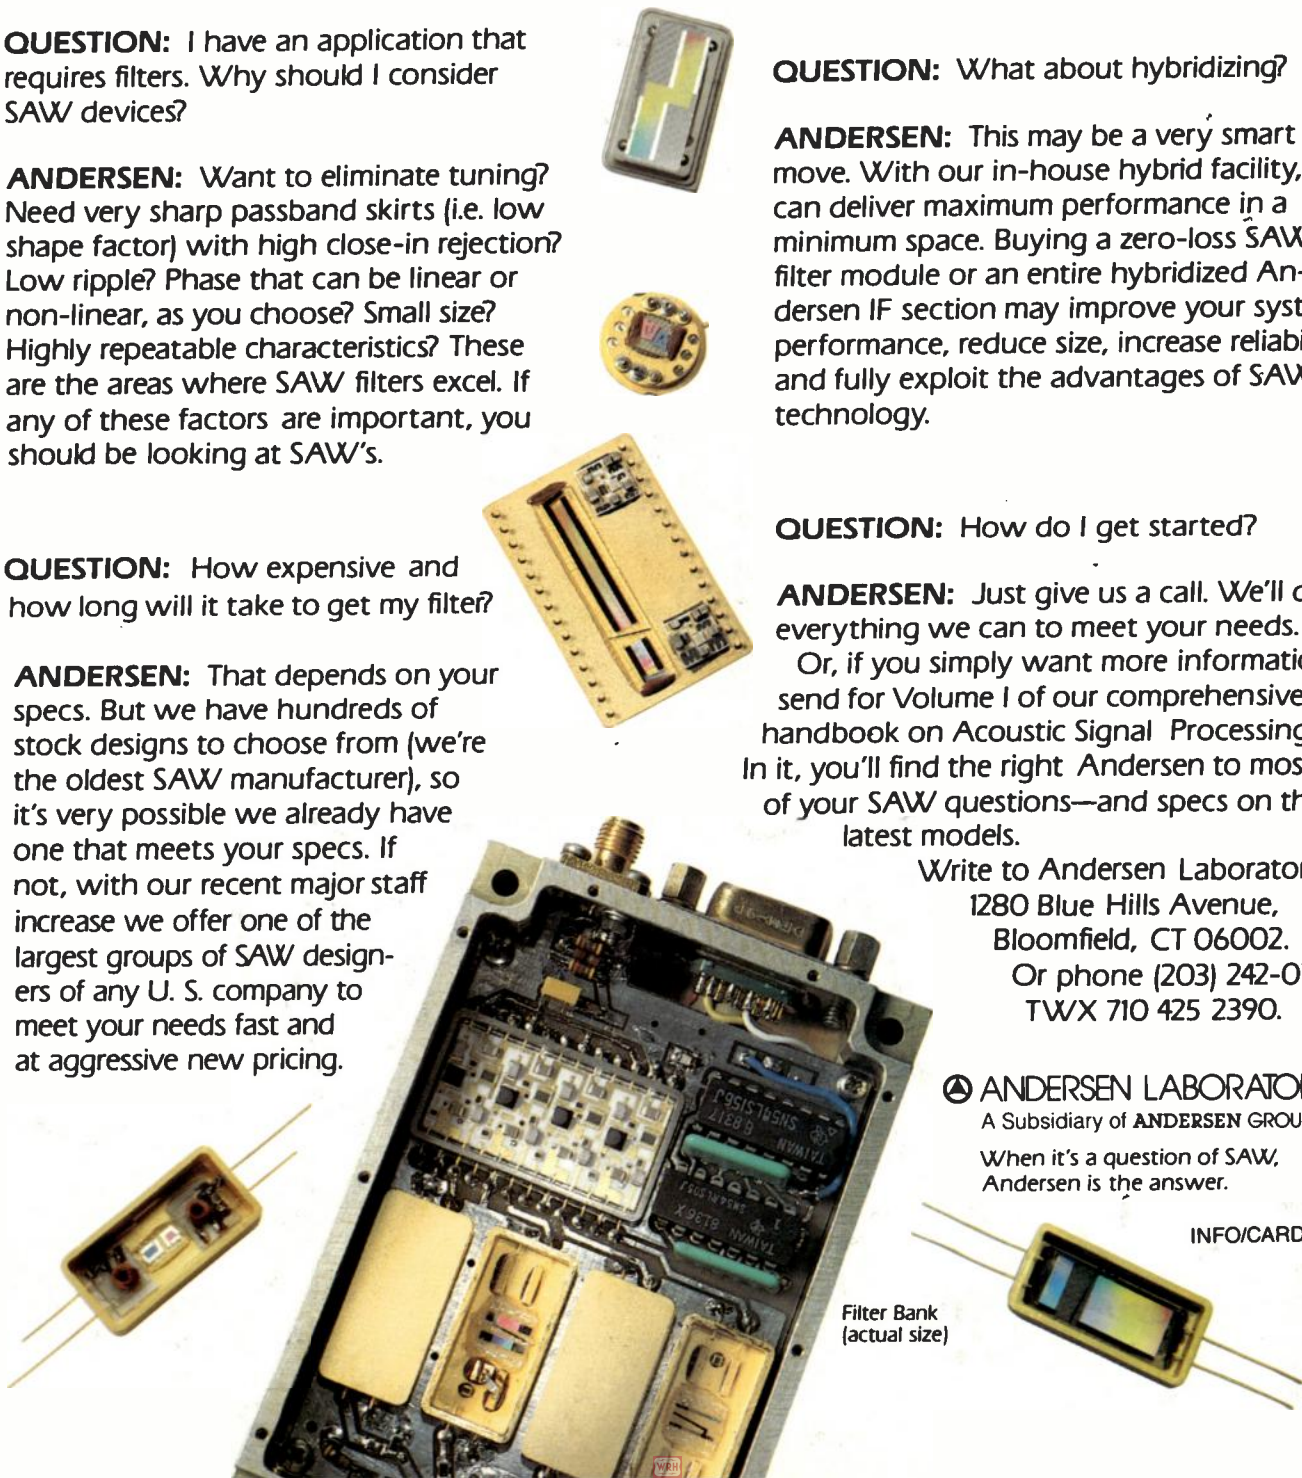 QUESTION: I have an application that
requires filters. Why should I consider
SAW devices?
ANDERSEN: Want to eliminate tuning?
Need very sharp passband skirts (i.e. low
shape factor) with high close-in rejection?
Low ripple? Phase that can be linear or
non-linear, as you choose? Small size?
Highly repeatable characteristics? These
are the areas where SAW filters excel. If
any of these factors are important, you
should be looking at SAW's.
QUESTION: How expensive and
how long will it take to get my filter?
ANDERSEN: That depends on your
specs. But we have hundreds of
stock designs to choose from (we're
the oldest SAW manufacturer), so
it's very possible we already have
one that meets your specs. If
not, with our recent major staff
increase we offer one of the
largest groups of SAW design-
ers of any U. S. company to
meet your needs fast and
at aggressive new pricing.
QUESTION: What about hybridizing?
ANDERSEN: This may be a very smart
move. With our in-house hybrid facility,
can deliver maximum performance in a
minimum space. Buying a zero-loss SAW
filter module or an entire hybridized An-
dersen IF section may improve your syst
performance, reduce size, increase reliabi
and fully exploit the advantages of SAW
technology.
QUESTION: How do I get started?
ANDERSEN: Just give us a call. We'll
everything we can to meet your needs.
Or, if you simply want more informatio
send for Volume I of our comprehensive
handbook on Acoustic Signal Processing
In it, you'll find the right Andersen to mos
of your SAW questions—and specs on th
latest models.
Write to Andersen Laborator
1280 Blue Hills Avenue,
Bloomfield, CT 06002.
Or phone (203) 242-0
TWX 710 425 2390.
ANDERSEN LABORATO
A Subsidiary of ANDERSEN GROU
When it's a question of SAW,
Andersen is the answer.
INFO/CARD
Filter Bank
(actual size)
SN54LS156J
6 8317
TAIWAN
SN54LS05J
8136X
TAIWAN
WRH